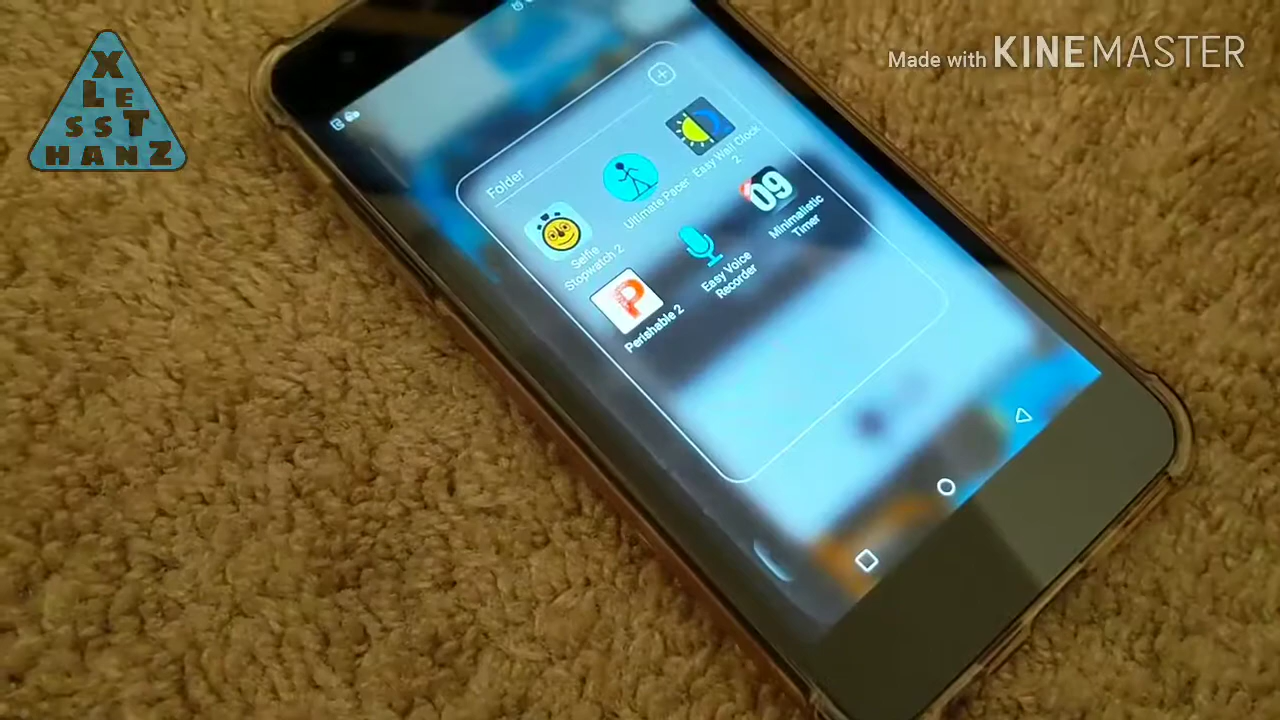 X
LE
SST
HANZ
Made with KINEMASTER
Folder
Selfie
Stopwatch 2
Ultimate Pacer
Easy Wall Clock
2
Perishable 2
Easy Voice
Recorder
09
Minimalistic
Timer
P